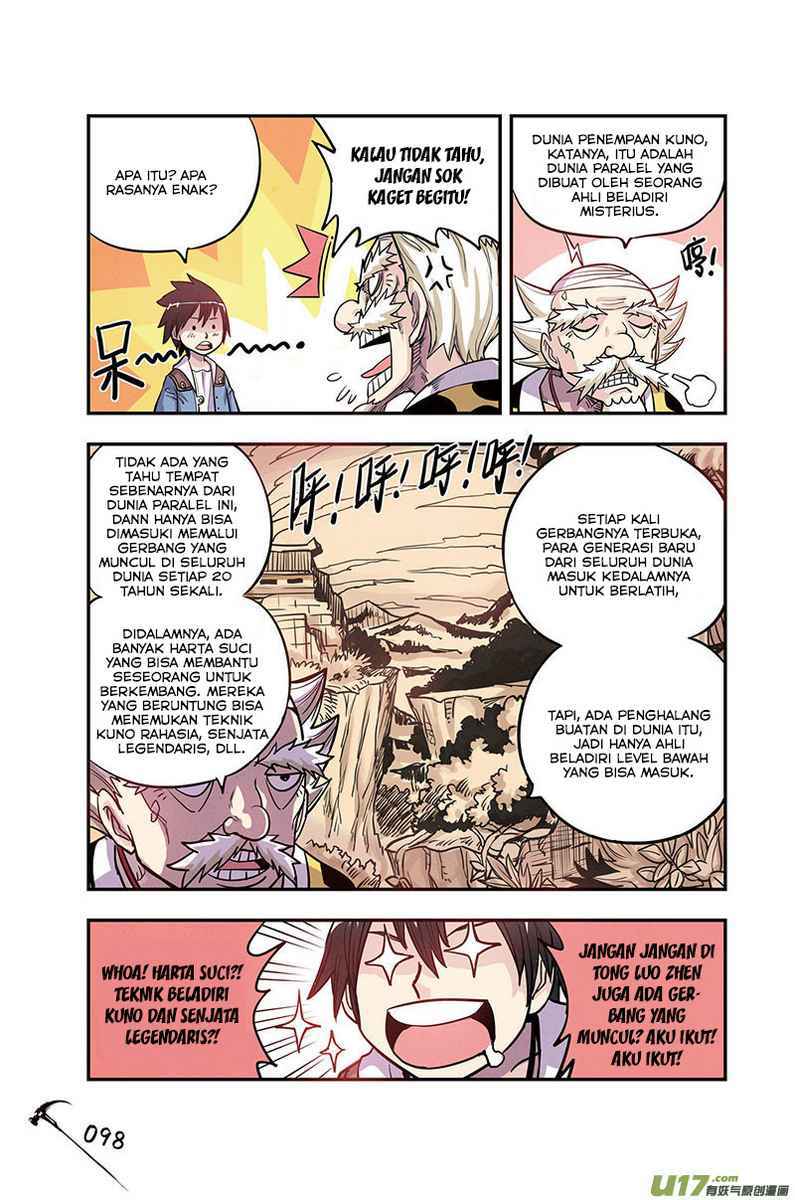 APA ITU? APA
RASANYA ENAK?
KALAU TIDAK TAHU,
JANGAN SOK
KAGET BEGITU!
呆
DUNIA PENEMPAAN KUNO,
KATANYA, ITU ADALAH
DUNIA PARALEL YANG
DIBUAT OLEH SEORANG
AHLI BELADIRI
MISTERIUS.
哼!
TIDAK ADA YANG
TAHU TEMPAT
SEBENARNYA DARI
DUNIA PARALEL INI,
DANN HANYA BISA
DIMASUKI MEMALUI
GERBANG YANG
MUNCUL DI SELURUH
DUNIA SETIAP 20
TAHUN SEKALI.
呼!呼!呼!呼!
DIDALAMNYA, ADA
BANYAK HARTA SUCI
YANG BISA MEMBANTU
SESEORANG UNTUK
BERKEMBANG. MEREKA
YANG BERUNTUNG BISA
MENEMUKAN TEKNIK
KUNO RAHASIA, SENJATA
LEGENDARIS, DLL.
SETIAP KALI
GERBANGNYA TERBUKA,
PARA GENERASI BARU
DARI SELURUH DUNIA
MASUK KEDALAMNYA
UNTUK BERLATIH,
TAPI, ADA PENGHALANG
BUATAN DI DUNIA ITU,
JADI HANYA AHLI
BELADIRI LEVEL BAWAH
YANG BISA MASUK.
WHOA! HARTA SUCI?!
TEKNIK BELADIRI
KUNO DAN SENJATA
LEGENDARIS?!
JANGAN JANGAN DI
TONG LUO ZHEN
JUGA ADA GER-
BANG YANG
MUNCUL? AKU IKUT!
AKU IKUT!
098
U17.com
有妖气原创漫画